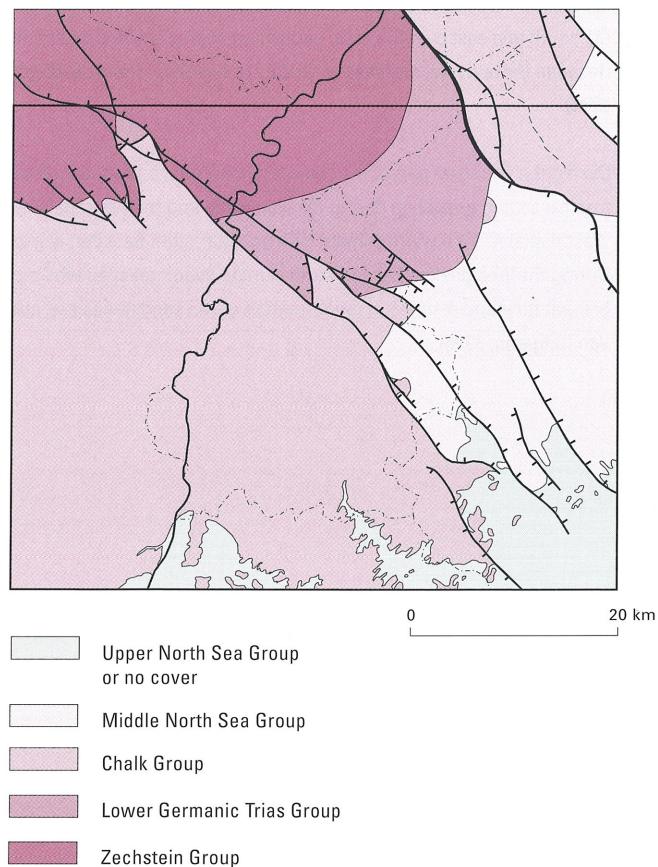 0 20 km
Upper North Sea Group
or no cover
Middle North Sea Group
Chalk Group
Lower Germanic Trias Group
Zechstein Group